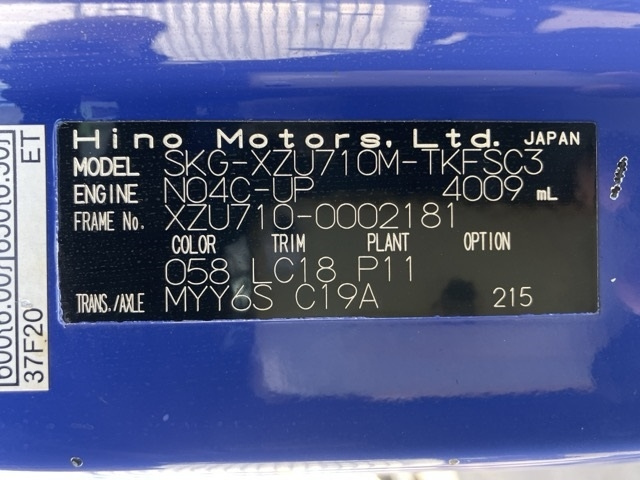 Hino Motors, Ltd. JAPAN
MODEL SKG-XZU710M-TKFSC3
ENGINE N04C-UP 4009 mL
FRAME No. XZU710-0002181
COLOR TRIM PLANT OPTION
058 LC18 P11
TRANS./AXLE MYY6S C19A 215
ET
37F20